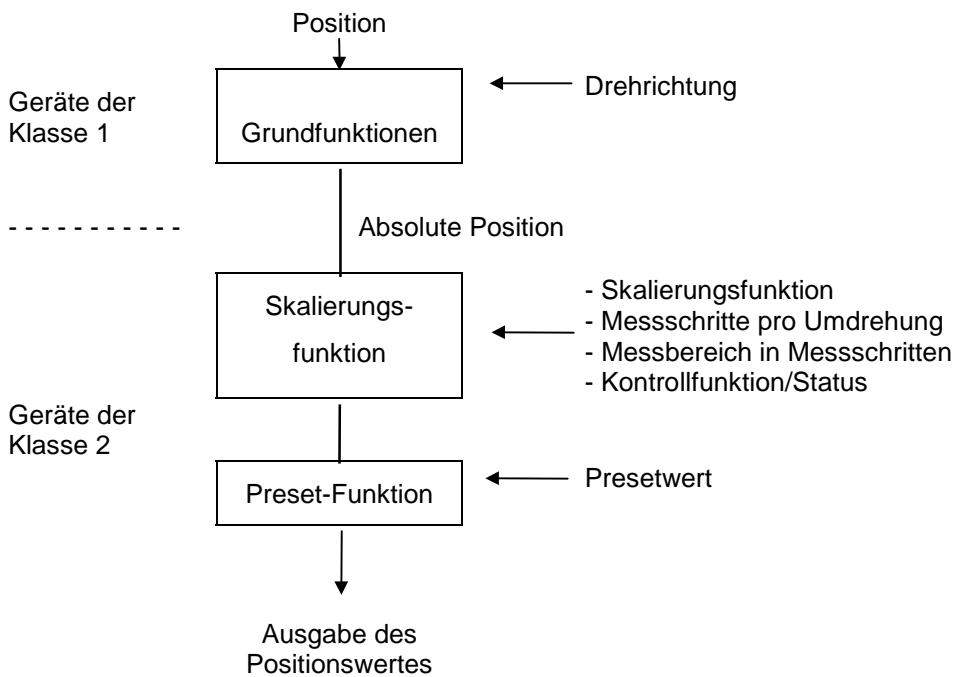 Position
Drehrichtung
Geräte der
Klasse 1
Grundfunktionen
- - - - - - - - - - -
Absolute Position
Skalierungs-
funktion
- Skalierungsfunktion
- Messschritte pro Umdrehung
- Messbereich in Messschritten
- Kontrollfunktion/Status
Geräte der
Klasse 2
Preset-Funktion
Presetwert
Ausgabe des
Positionswertes